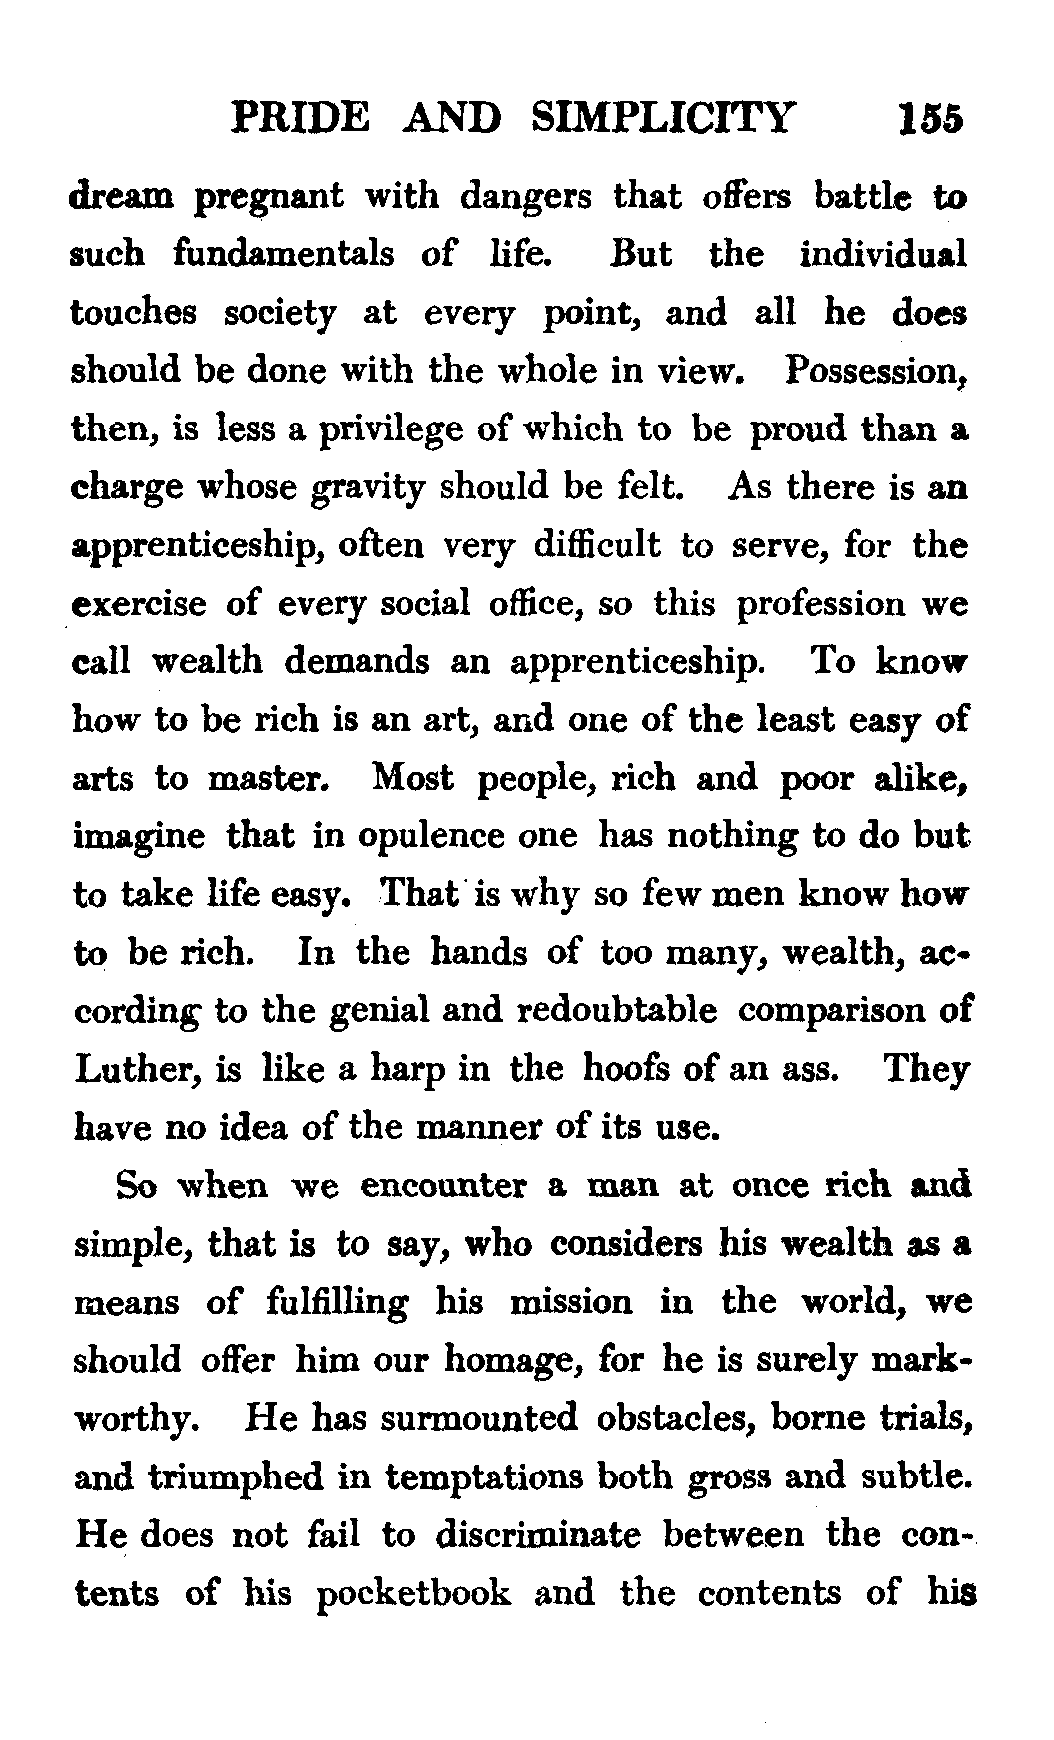 PRIDE AND SIMPLICITY 155
dream pregnant with dangers that offers battle to
such fundamentals of life. But the individual
touches society at every point, and all he does
should be done with the whole in view. Possession,
then, is less a privilege of which to be proud than a
charge whose gravity should be felt. As there is an
apprenticeship, often very difficult to serve, for the
exercise of every social office, so this profession we
call wealth demands an apprenticeship. To know
how to be rich is an art, and one of the least easy of
arts to master. Most people, rich and poor alike,
imagine that in opulence one has nothing to do but
to take life easy. That is why so few men know how
to be rich. In the hands of too many, wealth, ac-
cording to the genial and redoubtable comparison of
Luther, is like a harp in the hoofs of an ass. They
have no idea of the manner of its use.
So when we encounter a man at once rich and
simple, that is to say, who considers his wealth as a
means of fulfilling his mission in the world, we
should offer him our homage, for he is surely mark-
worthy. He has surmounted obstacles, borne trials,
and triumphed in temptations both gross and subtle.
He does not fail to discriminate between the con-
tents of his pocketbook and the contents of his